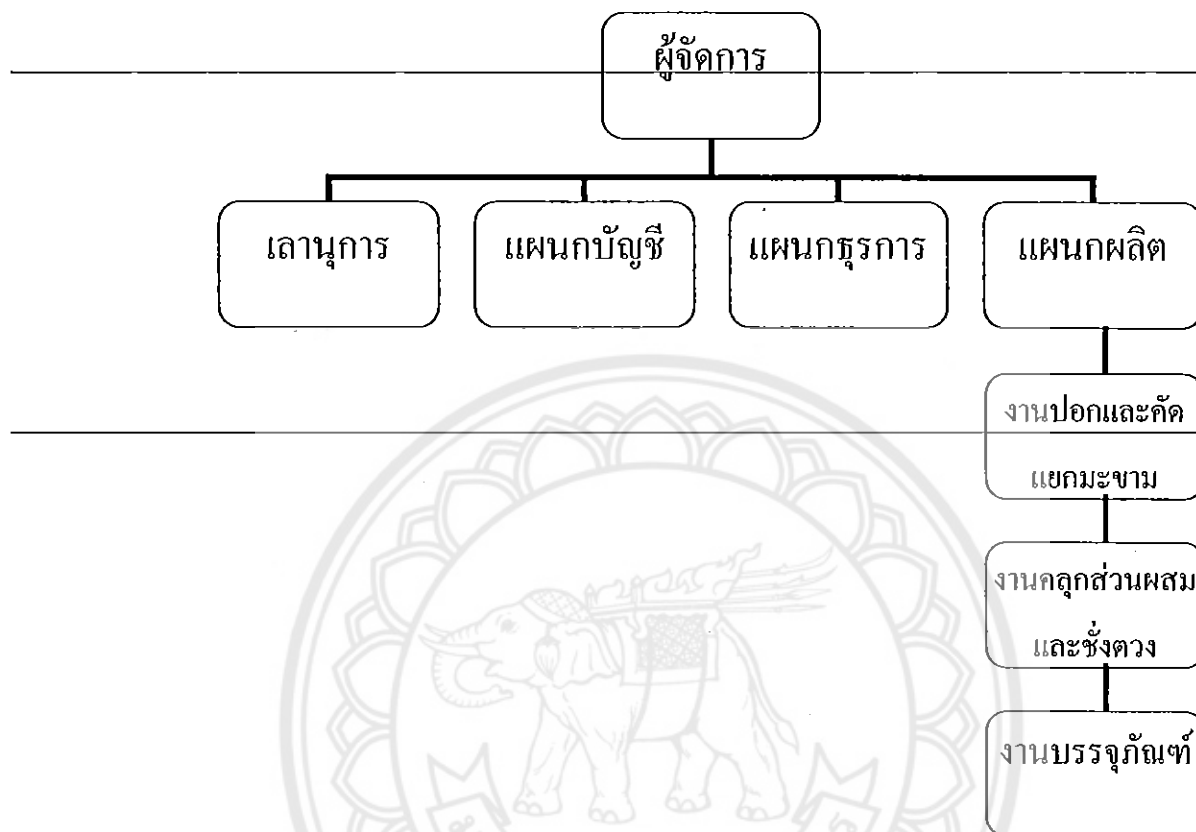 ผู้จัดการ
เลานุการ
แผนกบัญชี
แผนกธุรการ
แผนกผลิต
งานปอกและคัด
แยกมะขาม
งานคลุกส่วนผสม
และชั่งตวง
งานบรรจุภัณฑ์